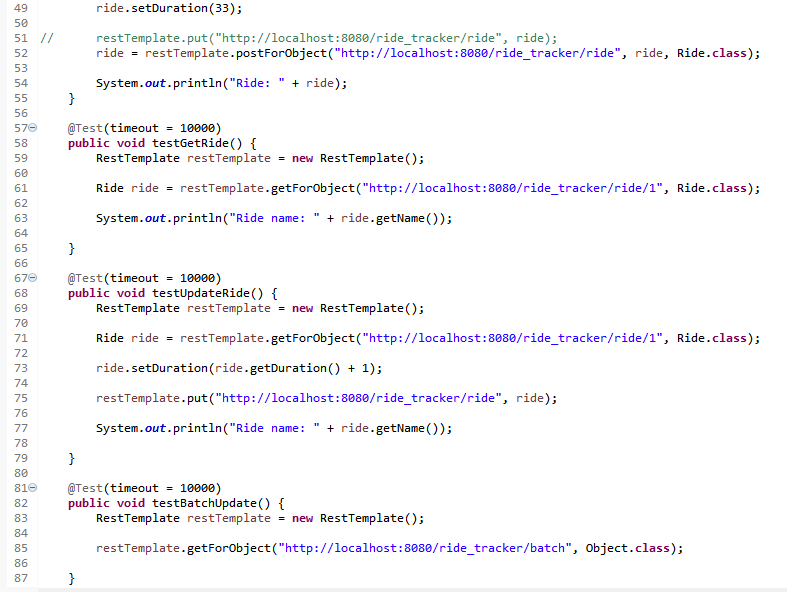 49         ride.setDuration(33);
50
51 //      restTemplate.put("http://localhost:8080/ride_tracker/ride", ride);
52         ride = restTemplate.postForObject("http://localhost:8080/ride_tracker/ride", ride, Ride.class);
53
54         System.out.println("Ride: " + ride);
55     }
56
57     @Test(timeout = 10000)
58     public void testGetRide() {
59         RestTemplate restTemplate = new RestTemplate();
60
61         Ride ride = restTemplate.getForObject("http://localhost:8080/ride_tracker/ride/1", Ride.class);
62
63         System.out.println("Ride name: " + ride.getName());
64
65     }
66
67     @Test(timeout = 10000)
68     public void testUpdateRide() {
69         RestTemplate restTemplate = new RestTemplate();
70
71         Ride ride = restTemplate.getForObject("http://localhost:8080/ride_tracker/ride/1", Ride.class);
72
73         ride.setDuration(ride.getDuration() + 1);
74
75         restTemplate.put("http://localhost:8080/ride_tracker/ride", ride);
76
77         System.out.println("Ride name: " + ride.getName());
78
79     }
80
81     @Test(timeout = 10000)
82     public void testBatchUpdate() {
83         RestTemplate restTemplate = new RestTemplate();
84
85         restTemplate.getForObject("http://localhost:8080/ride_tracker/batch", Object.class);
86
87     }